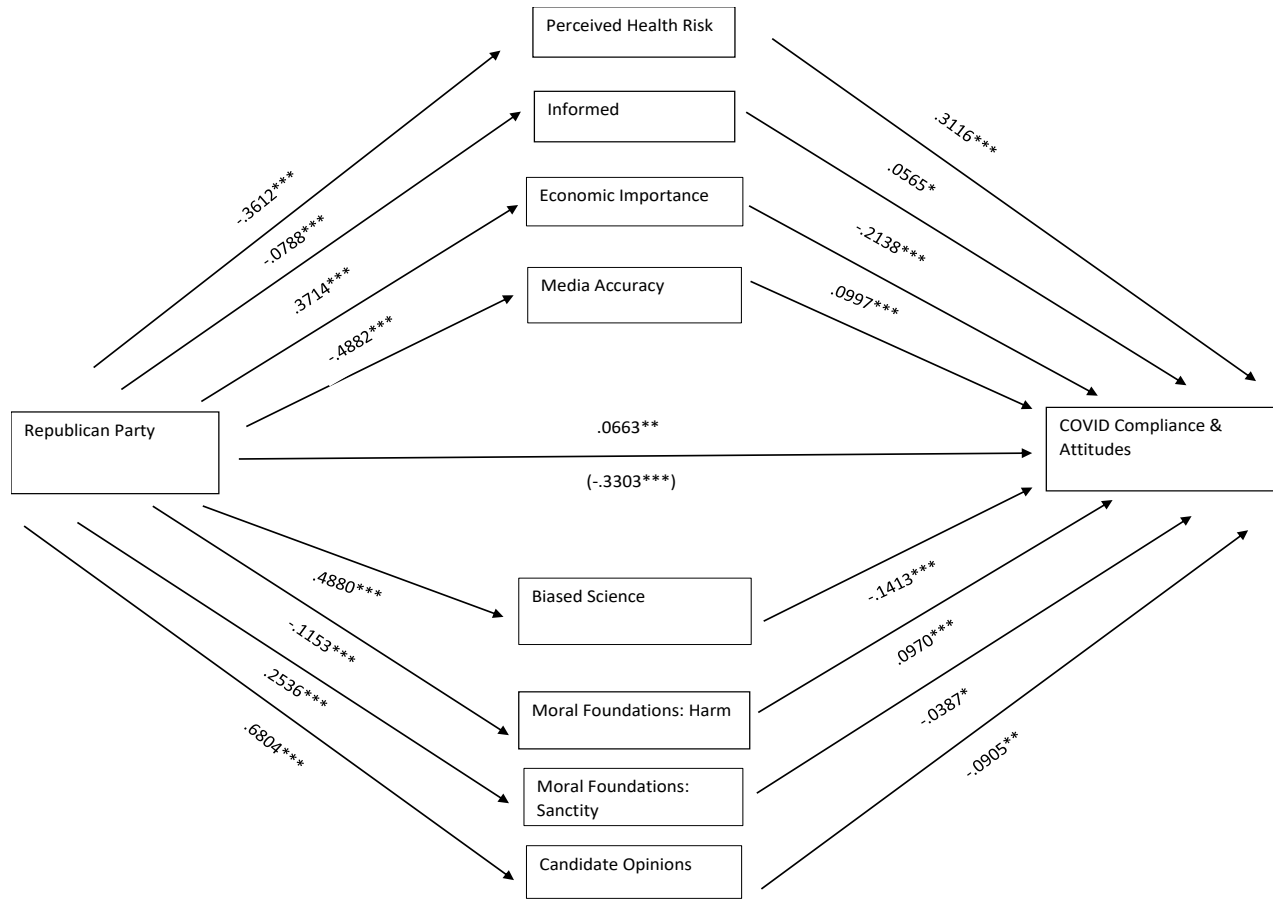 Perceived Health Risk
Informed
Economic Importance
Media Accuracy
-.3612***
-.0788***
.3714***
-.4882***
.3116***
.0565*
-.2138***
.0997***
Republican Party
.0663**
(-.3303***)
COVID Compliance &
Attitudes
.4880***
-.1153***
.2536***
.6804***
Biased Science
Moral Foundations: Harm
Moral Foundations:
Sanctity
Candidate Opinions
-.1413***
.0970***
-.0387*
-.0905**